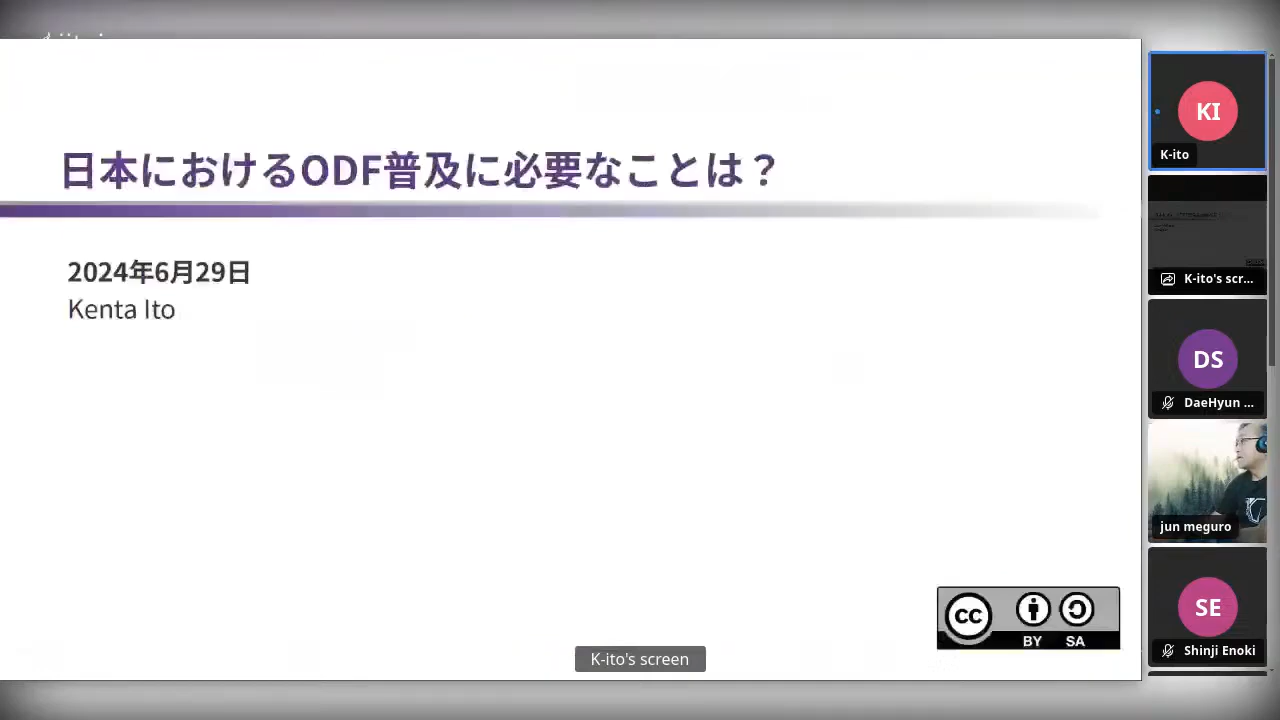 日本におけるODF普及に必要なことは？
2024年6月29日
Kenta Ito
CC
BY SA
K-ito's screen
KI
K-ito
K-ito's scr...
DS
DaeHyun ...
jun meguro
SE
Shinji Enoki